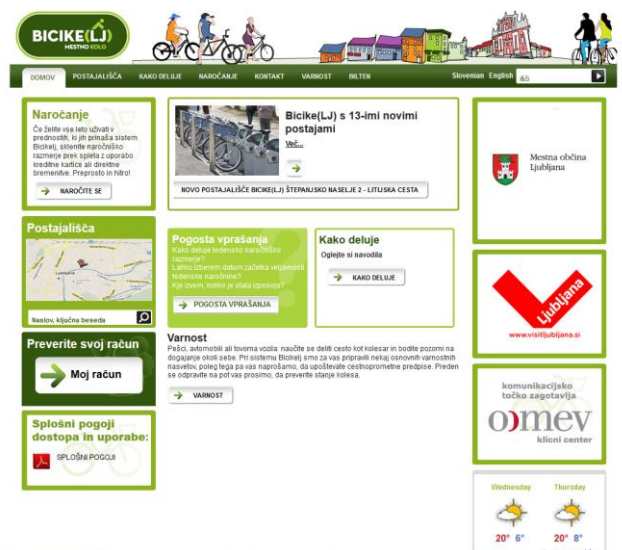 BICIKE(LJ)
MESTNO KOLO
DOMOV POSTAJALIŠČA KAKO DELUJE NAROČANJE KONTAKT VARNOST BILTEN Slovenian English
Naročanje
Če želite vse leto uživati v
prednostih, ki jih prinaša sistem
Bicikelj, sklenite naročniško
razmerje prek spleta z uporabo
kreditne kartice ali direktne
bremenitve. Preprosto in hitro!
NAROČITE SE
Bicike(LJ) s 13-imi novimi
postajami
Več...
NOVO POSTAJALIŠČE BICIKE(LJ) ŠTEPANJSKO NASELJE 2 - LITIJSKA CESTA
Mestna občina
Ljubljana
Postajališča
Naslov, ključna beseda
Pogosta vprašanja
Kako deluje tedensko naročniško
razmerje?
Lahko izberem datum začetka veljavnosti
tedenske naročnine?
Kje izvem, koliko je stala izposoja?
POGOSTA VPRAŠANJA
Kako deluje
Oglejte si navodila
KAKO DELUJE
Ljubljana
www.visitljubljana.si
Preverite svoj račun
Moj račun
Varnost
Pešci, avtomobili ali tovorna vozila: naučite se deliti cesto kot kolesar in bodite pozorni na
dogajanje okoli sebe. Pri sistemu Bicikelj smo za vas pripravili nekaj osnovnih varnostnih
nasvetov, poleg tega pa vas naprošamo, da upoštevate cestnoprometne predpise. Preden
se odpravite na pot vas prosimo, da preverite stanje kolesa.
VARNOST
komunikacijsko
točko zagotavlja
omev
klicni center
Splošni pogoji
dostopa in uporabe:
SPLOŠNI POGOJI
Wednesday Thursday
20° 6° 20° 8°